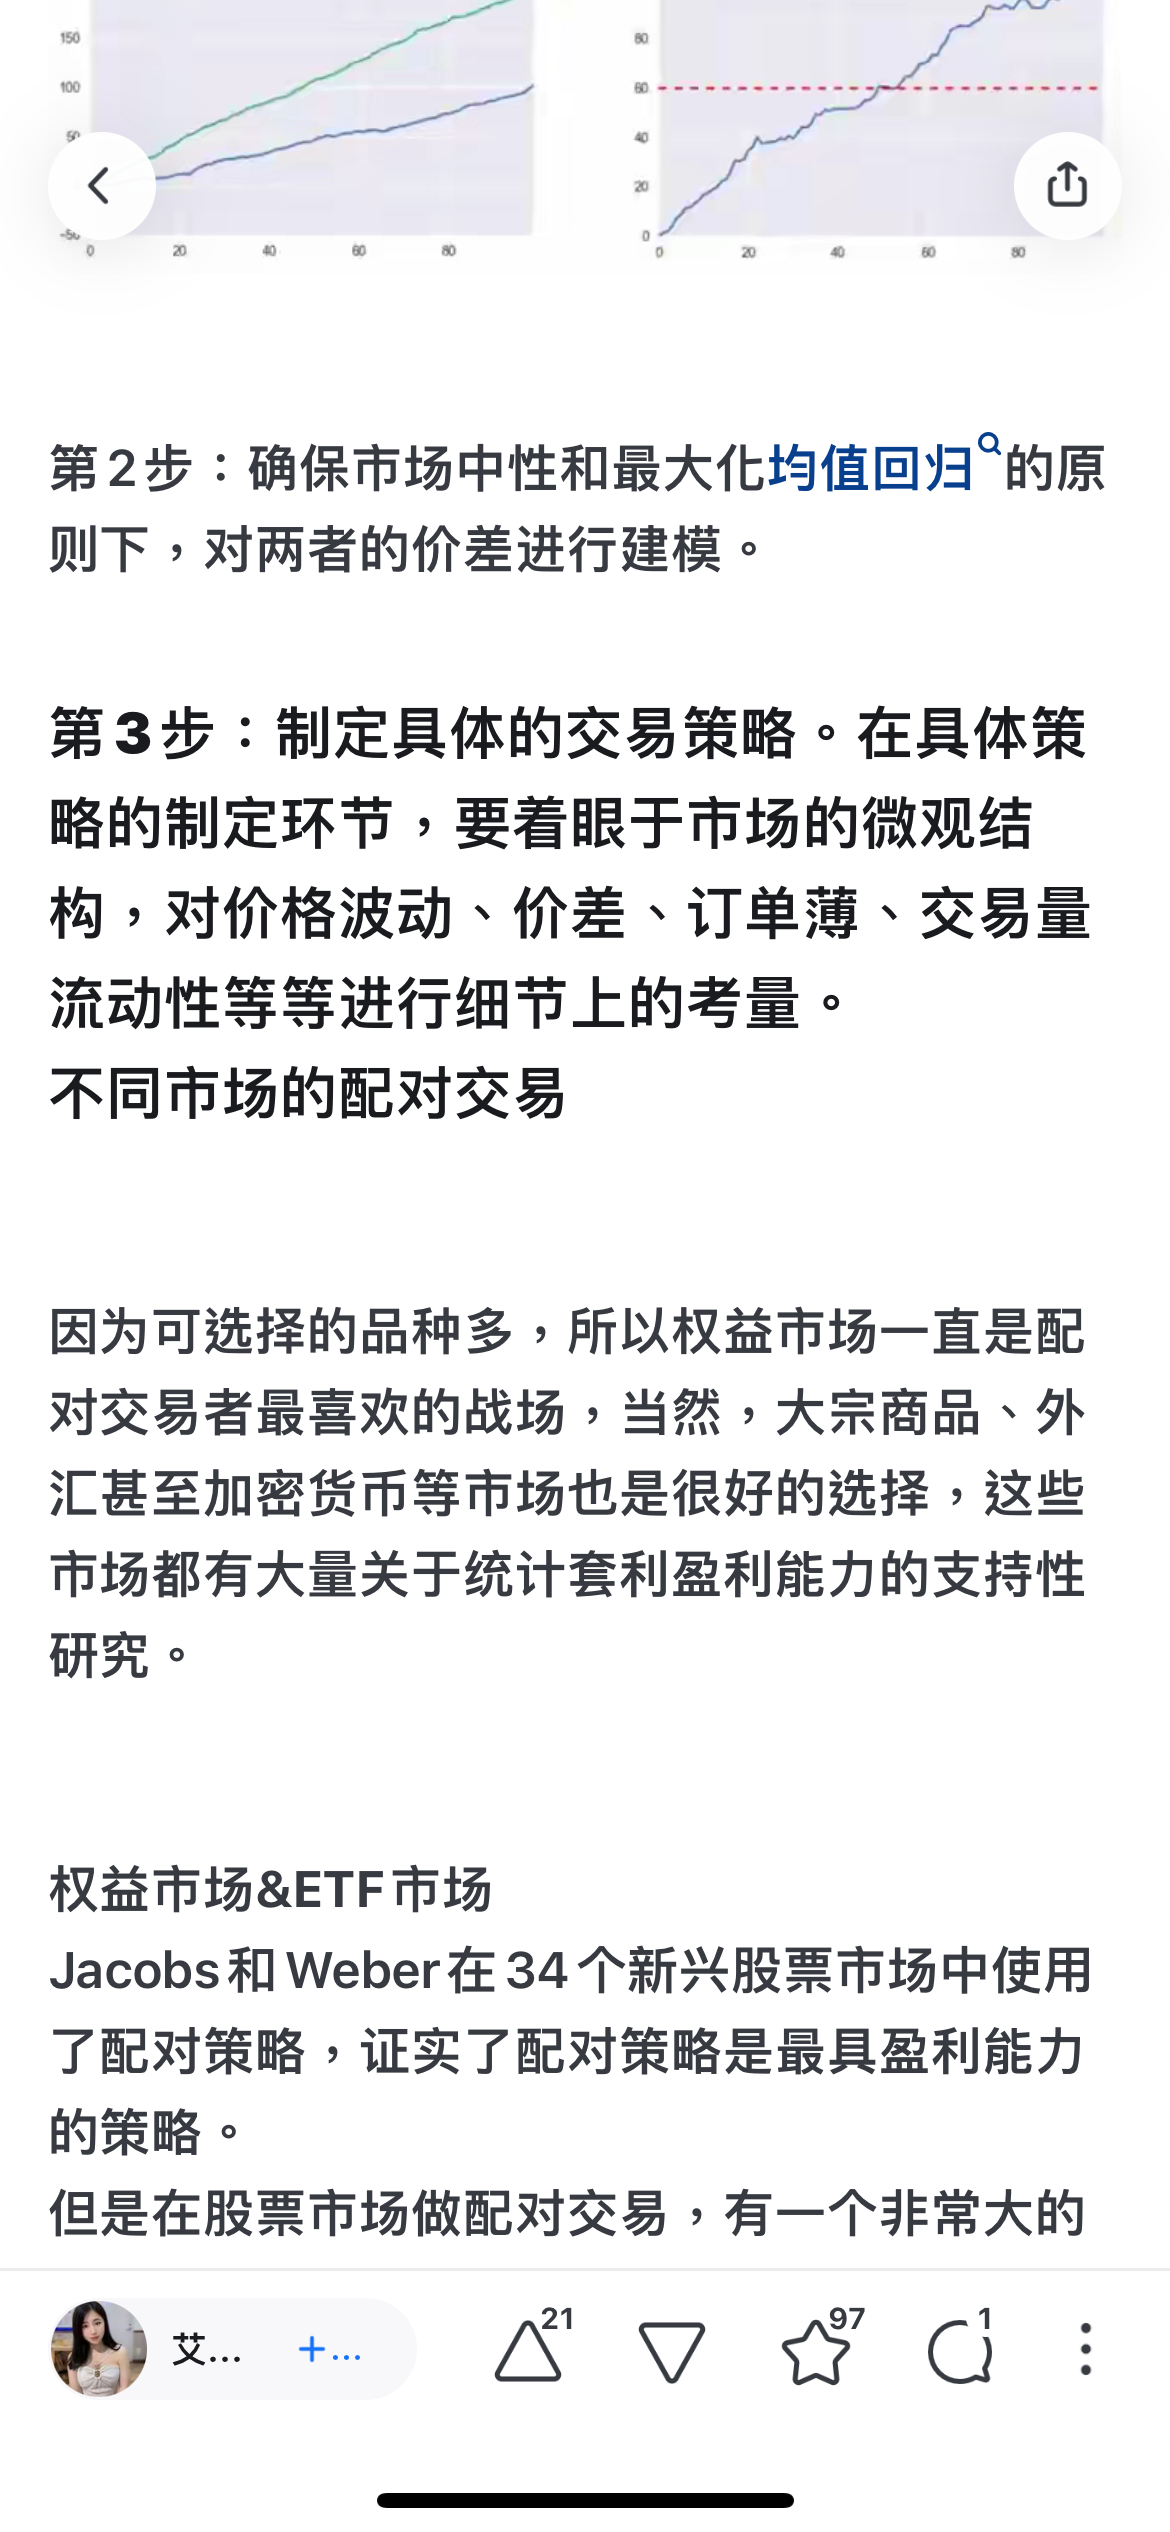 150
100
50
-50
0 20 40 60 80
80
60
40
20
0
0 20 40 60 80
第2步：确保市场中性和最大化均值回归的原
则下，对两者的价差进行建模。
第3步：制定具体的交易策略。在具体策
略的制定环节，要着眼于市场的微观结
构，对价格波动、价差、订单薄、交易量
流动性等等进行细节上的考量。
不同市场的配对交易
因为可选择的品种多，所以权益市场一直是配
对交易者最喜欢的战场，当然，大宗商品、外
汇甚至加密货币等市场也是很好的选择，这些
市场都有大量关于统计套利盈利能力的支持性
研究。
权益市场&ETF市场
Jacobs和Weber在34个新兴股票市场中使用
了配对策略，证实了配对策略是最具盈利能力
的策略。
但是在股票市场做配对交易，有一个非常大的
艾... +... 21 97 1